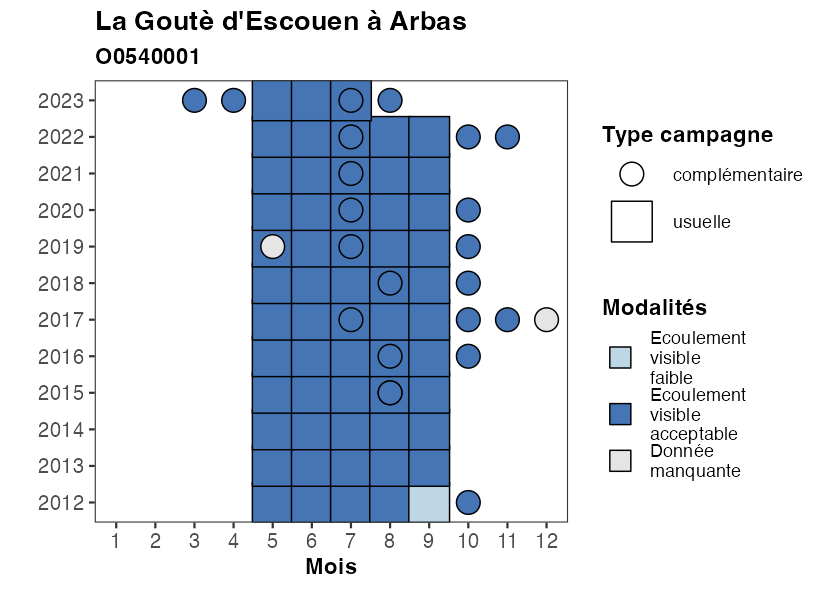 La Goutè d'Escouen à Arbas
O0540001
2023
2022
2021
2020
2019
2018
2017
2016
2015
2014
2013
2012
1 2 3 4 5 6 7 8 9 10 11 12
Mois
Type campagne
complémentaire
usuelle
Modalités
Ecoulement
visible
faible
Ecoulement
visible
acceptable
Donnée
manquante